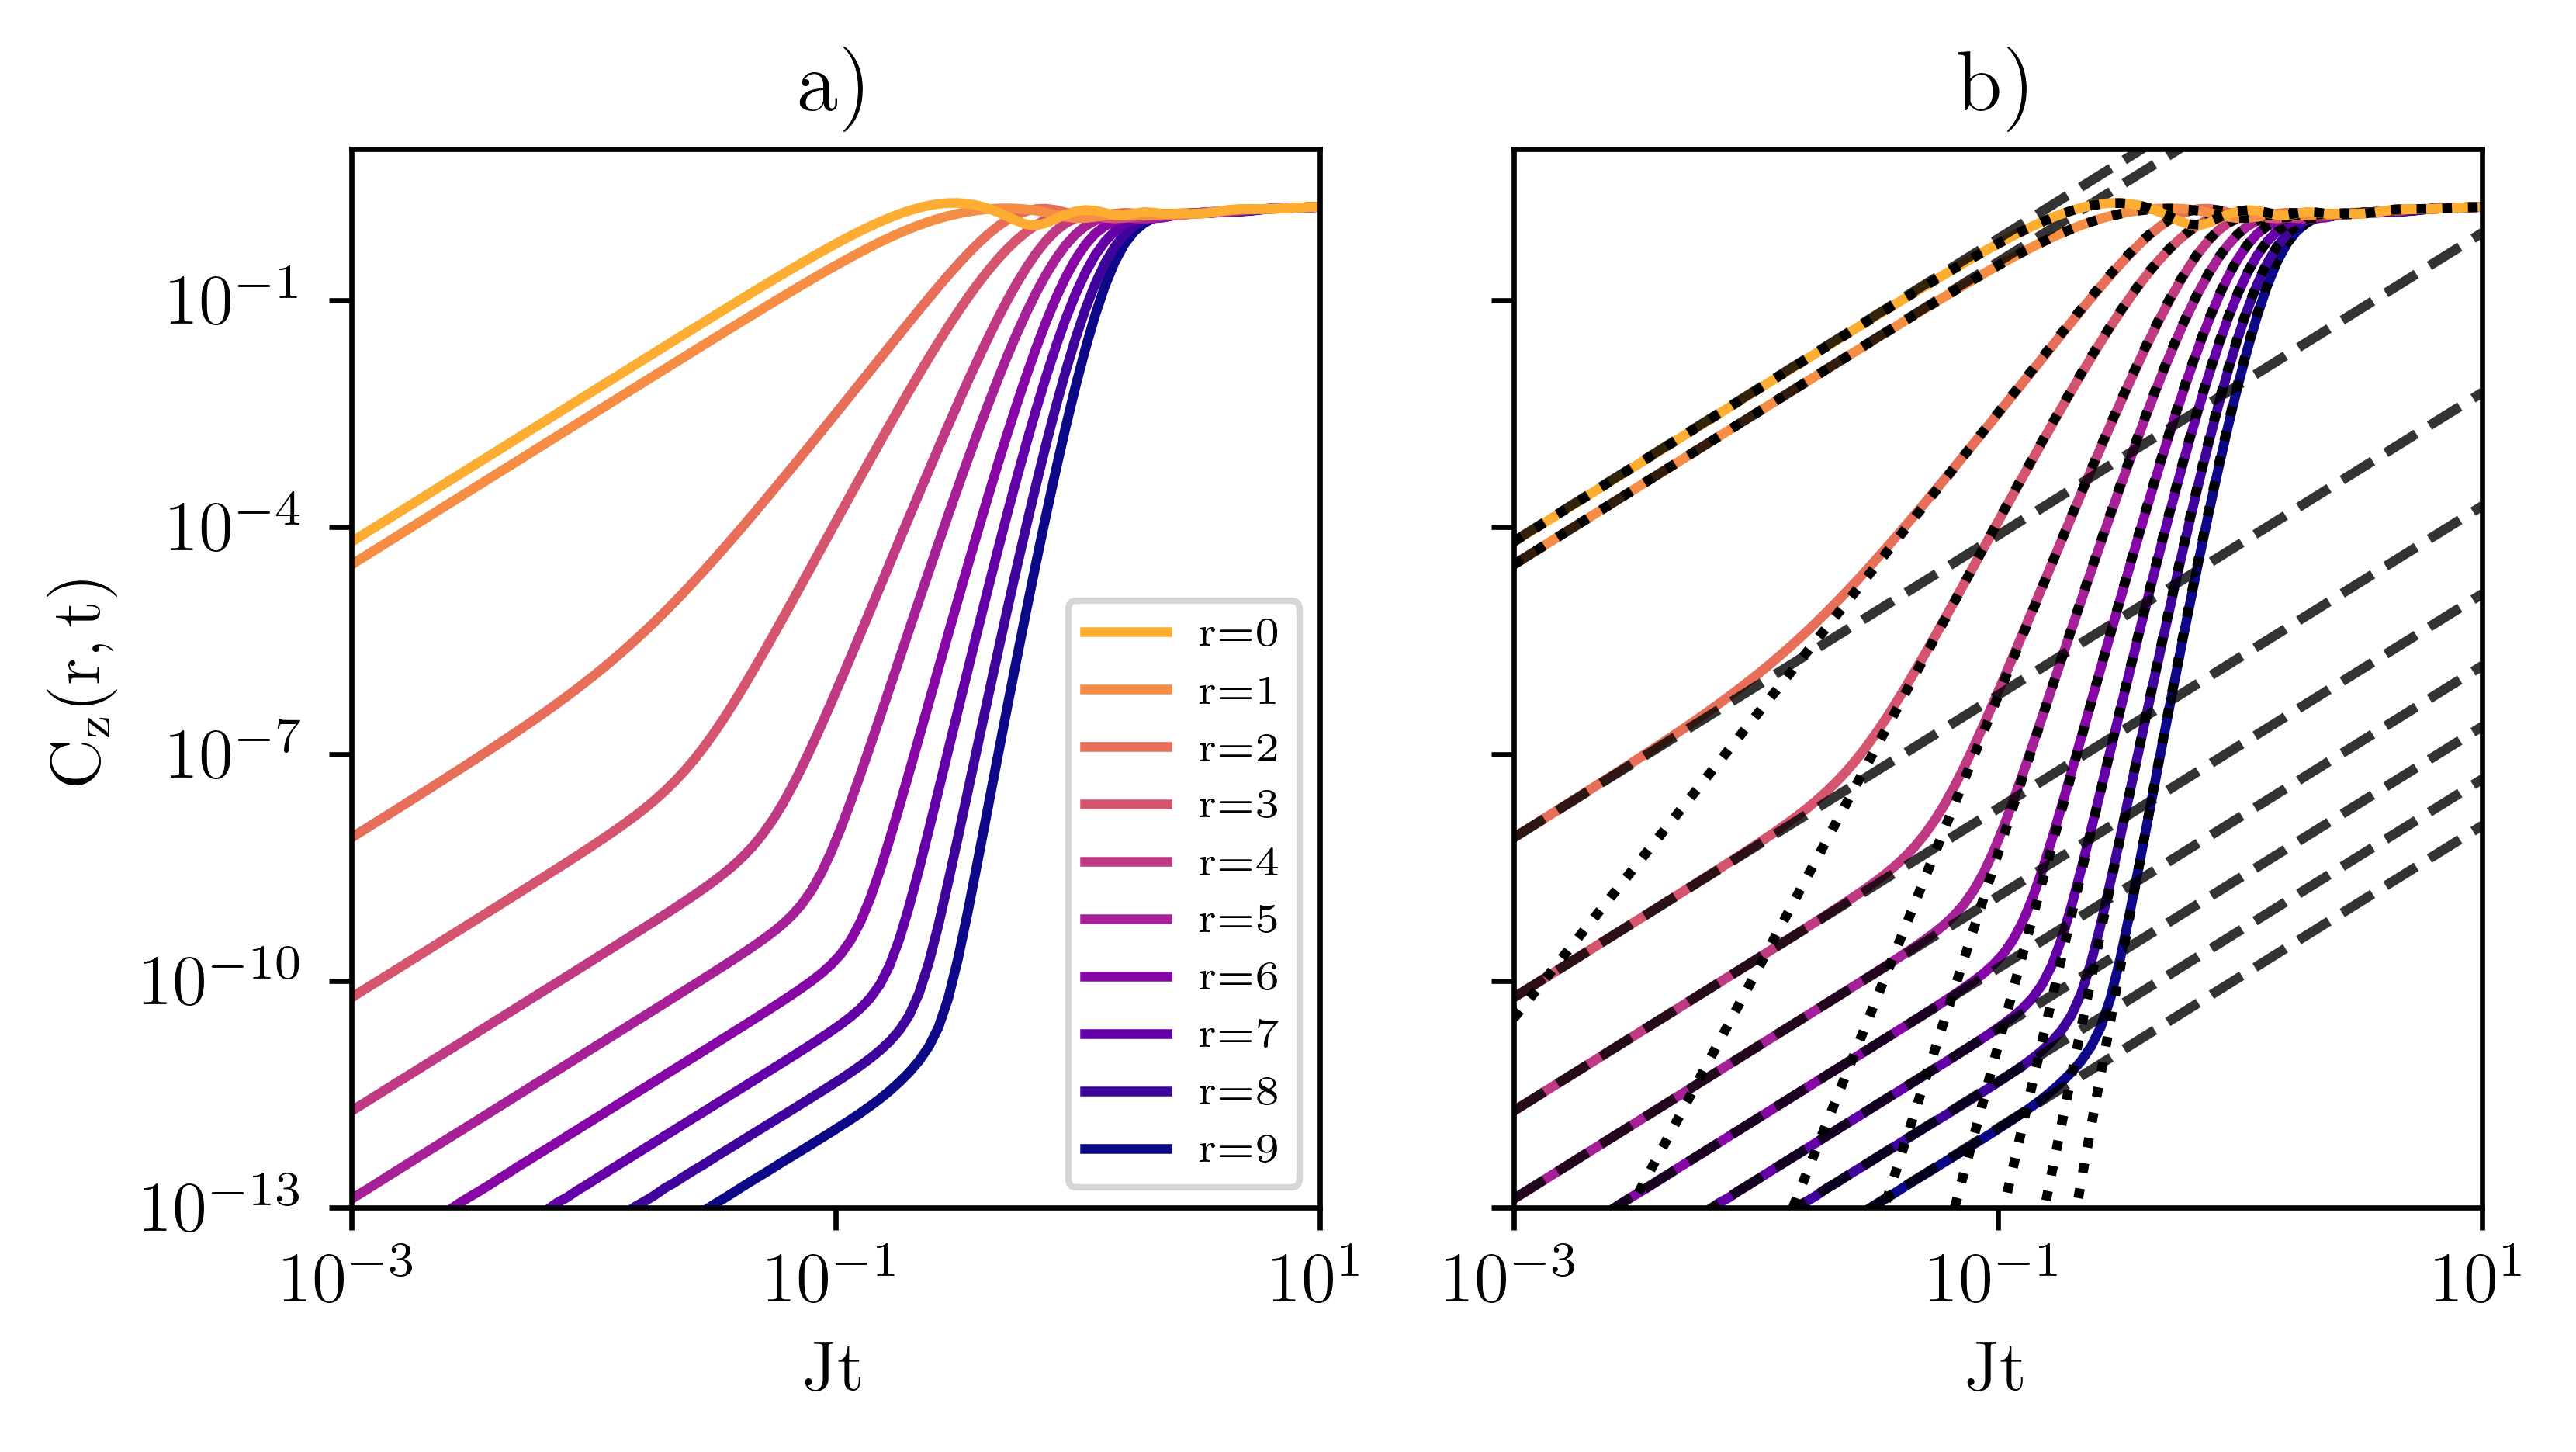 a)
C_z(r, t)
10^−1
10^−4
10^−7
10^−10
10^−13
10^−3 10^−1 10^1
Jt
r=0
r=1
r=2
r=3
r=4
r=5
r=6
r=7
r=8
r=9
b)
10^−3 10^−1 10^1
Jt